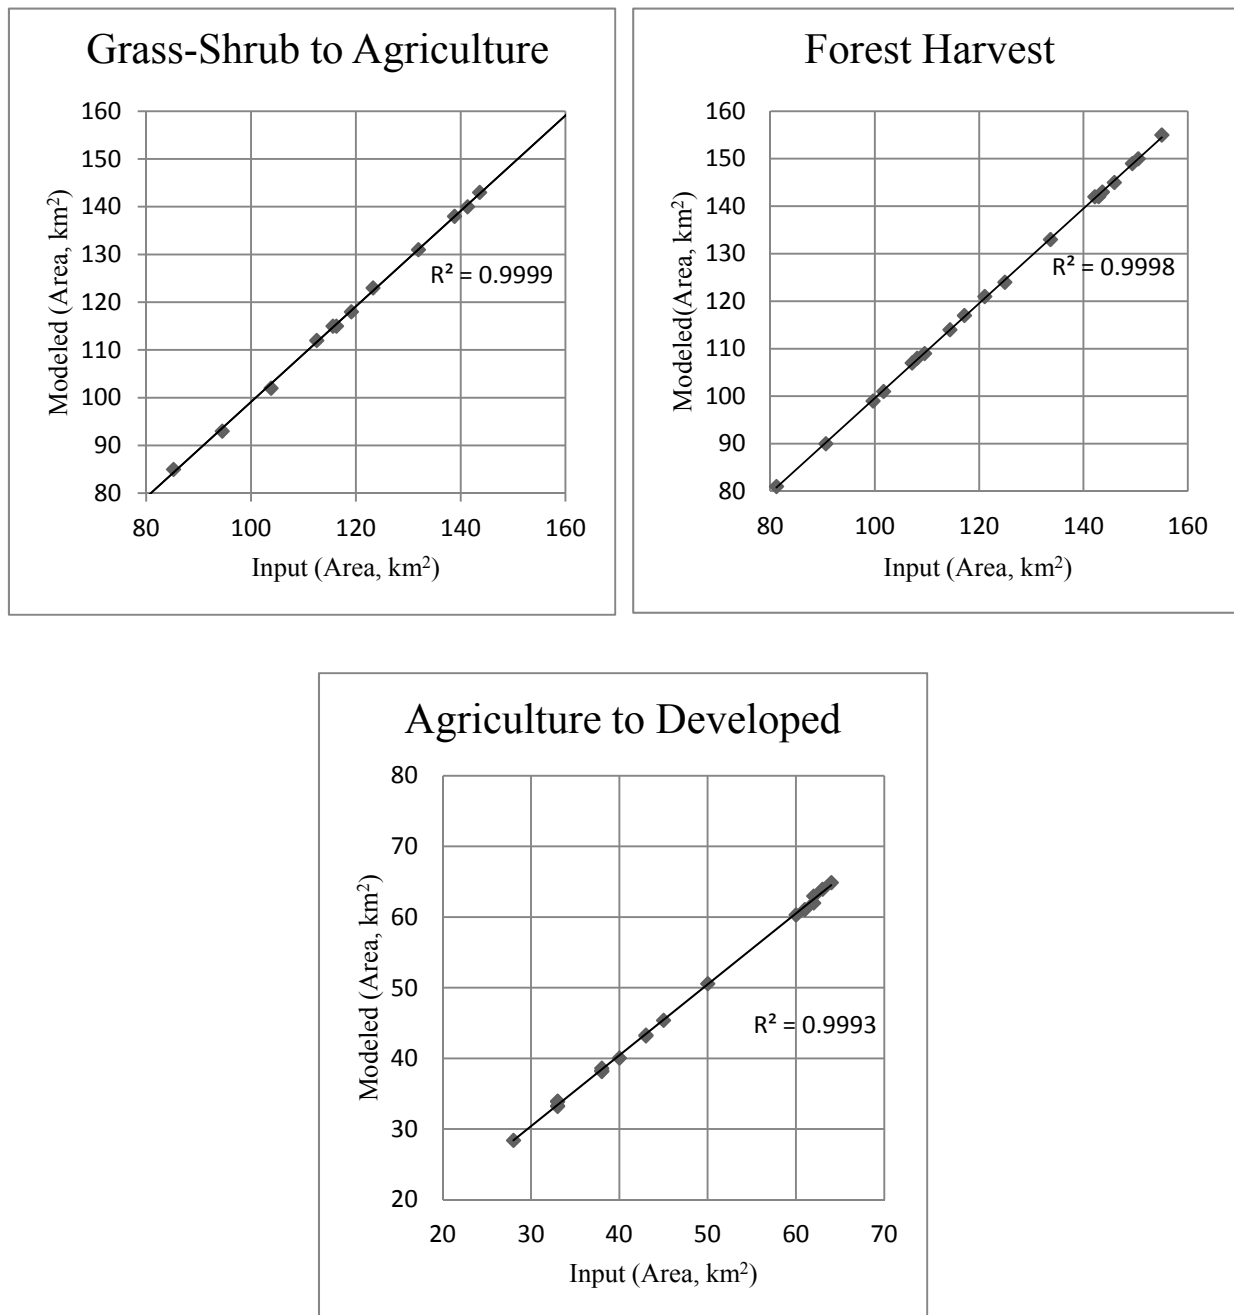 Grass-Shrub to Agriculture
160
150
140
130
120
110
100
90
80
Modeled (Area, km²)
R² = 0.9999
80 100 120 140 160
Input (Area, km²)
Forest Harvest
160
150
140
130
120
110
100
90
80
Modeled(Area, km²)
R² = 0.9998
80 100 120 140 160
Input (Area, km²)
Agriculture to Developed
80
70
60
50
40
30
20
Modeled (Area, km²)
R² = 0.9993
20 30 40 50 60 70
Input (Area, km²)